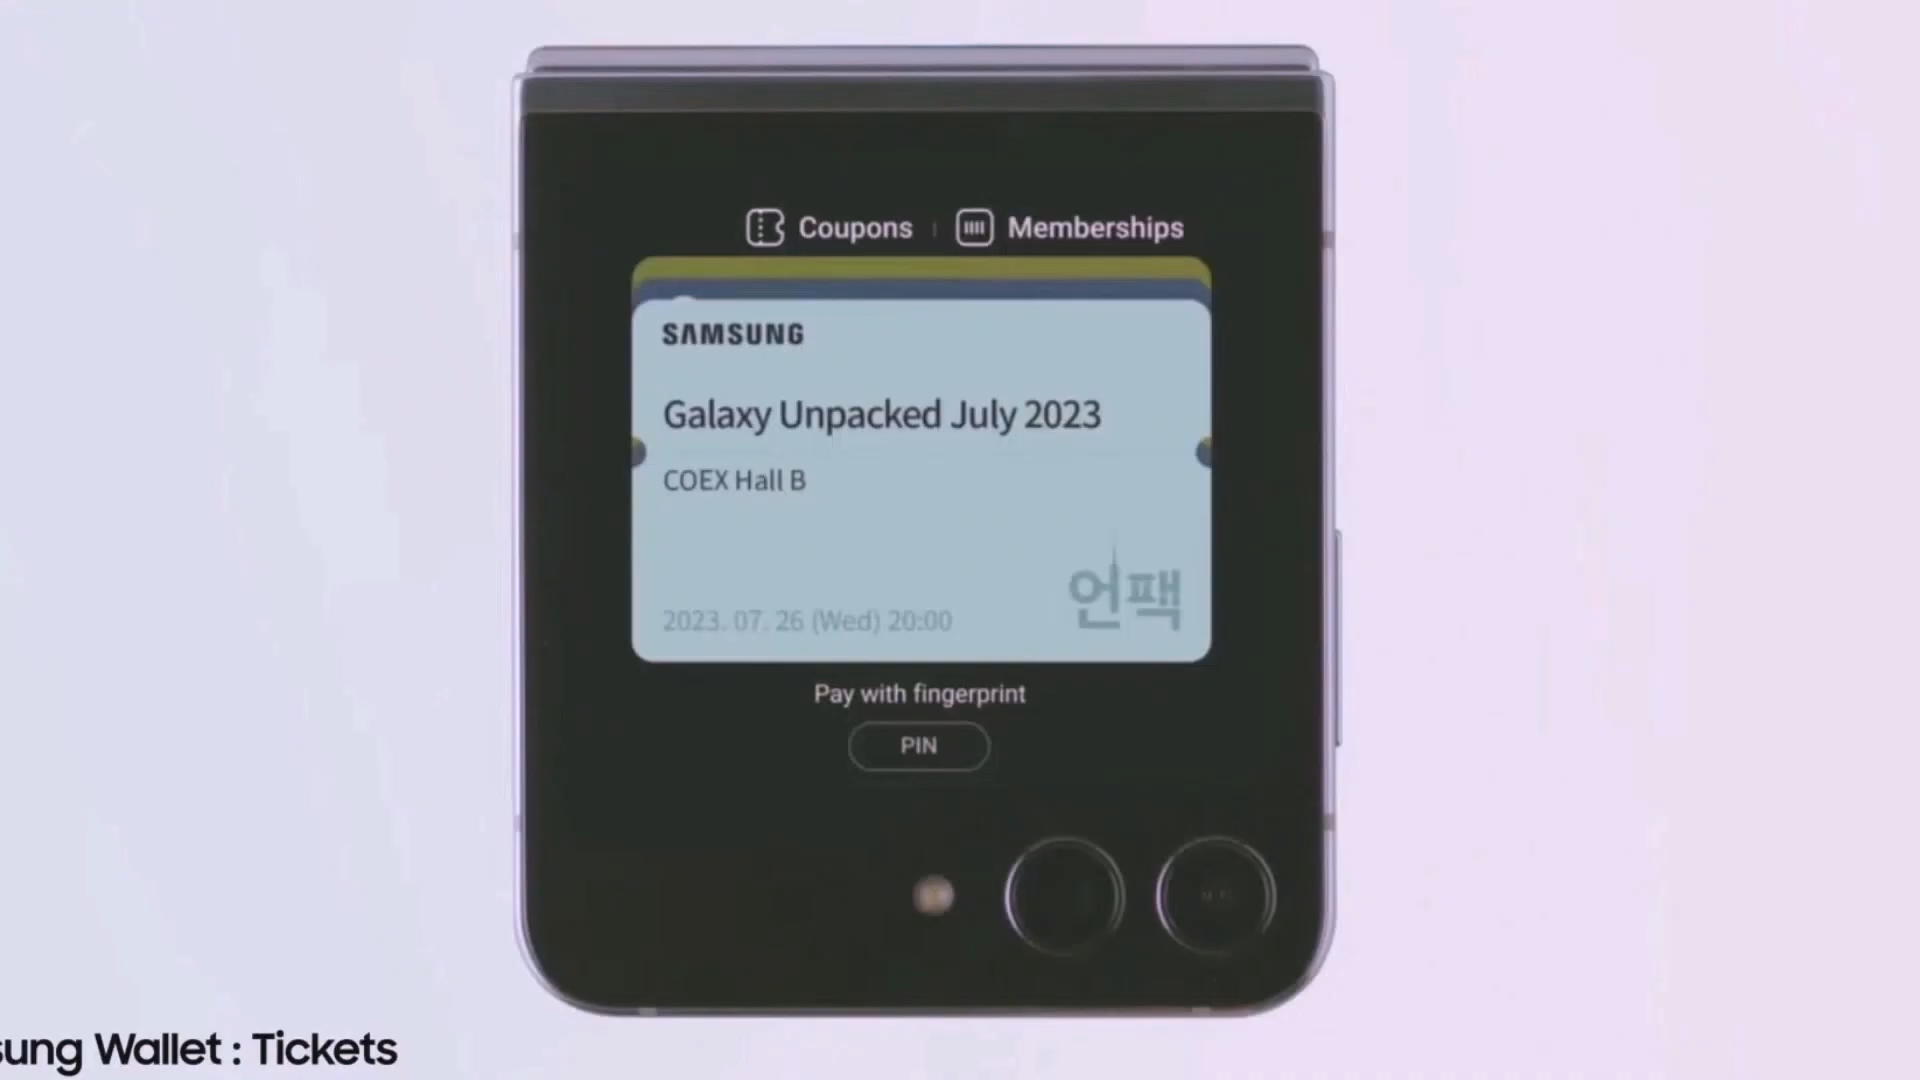 Coupons | Memberships
SAMSUNG
Galaxy Unpacked July 2023
COEX Hall B
2023. 07. 26 (Wed) 20:00
언팩
Pay with fingerprint
PIN
sung Wallet : Tickets